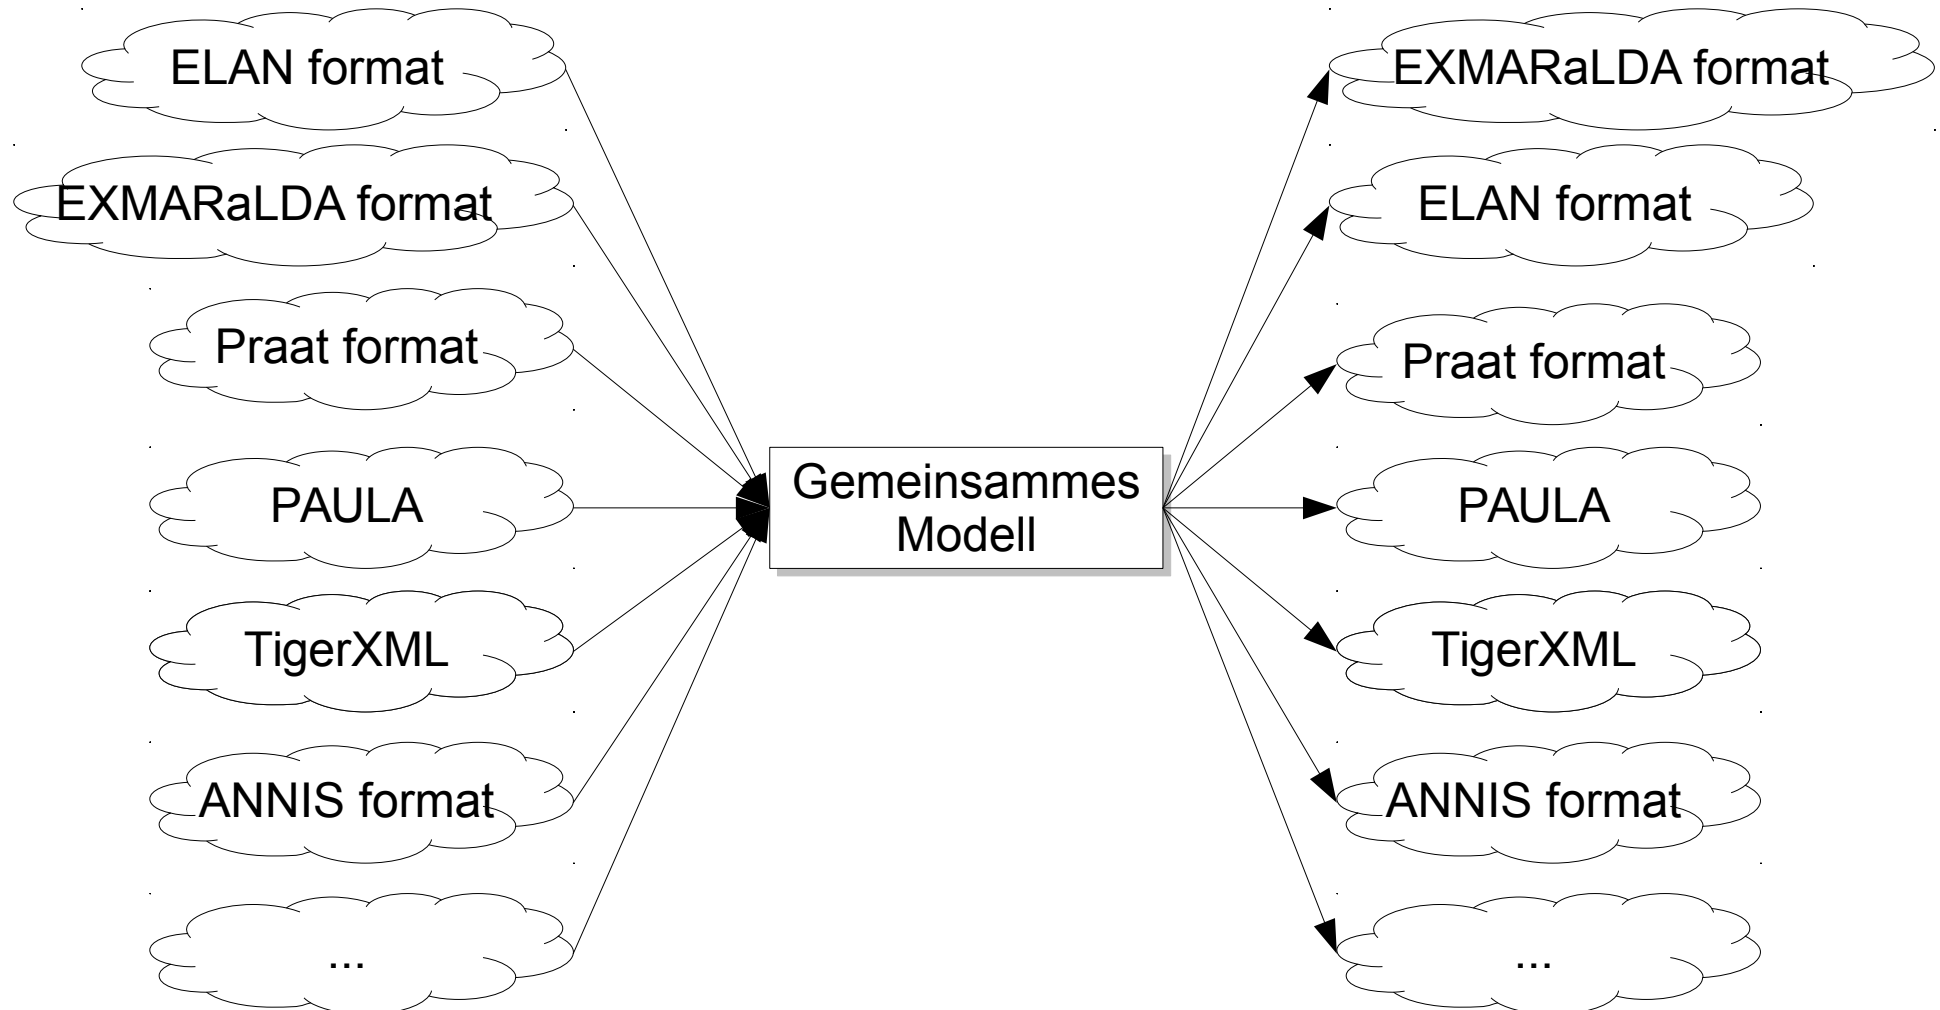 ELAN format
EXMARaLDA format
Praat format
PAULA
TigerXML
ANNIS format
...
Gemeinsammes
Modell
EXMARaLDA format
ELAN format
Praat format
PAULA
TigerXML
ANNIS format
...